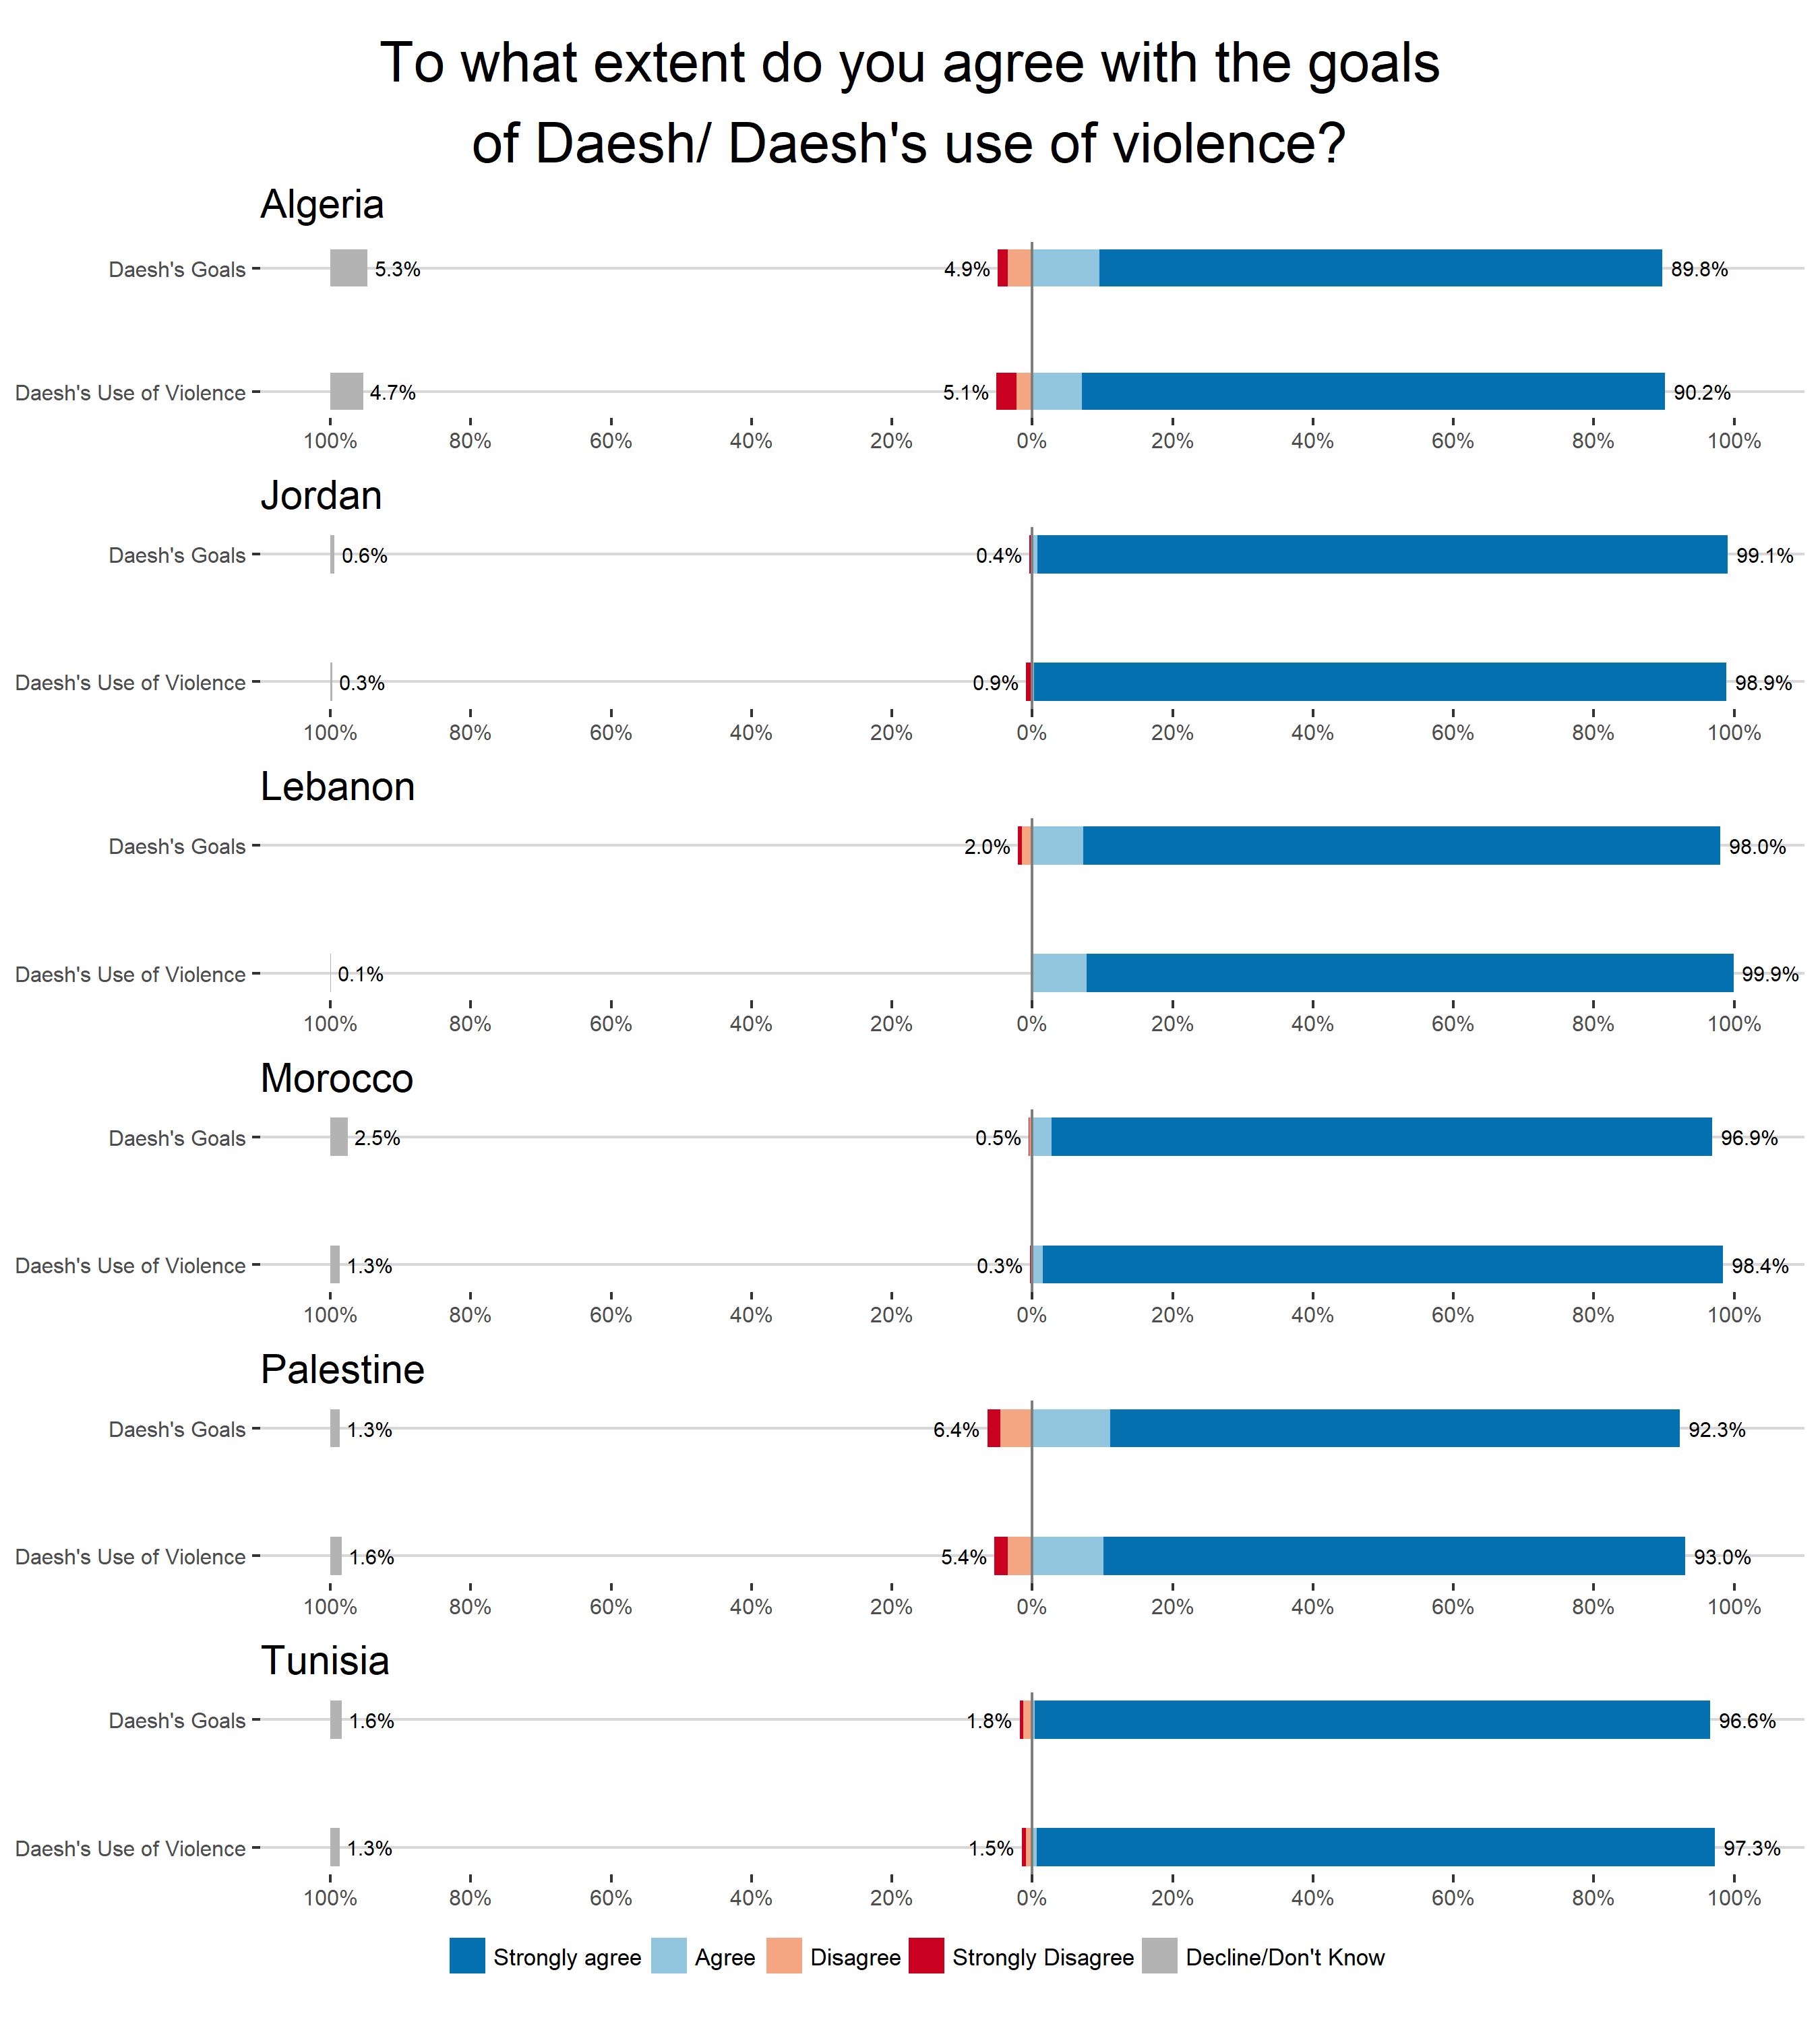 To what extent do you agree with the goals
of Daesh/ Daesh's use of violence?
Algeria
Daesh's Goals 5.3% 4.9% 89.8%
Daesh's Use of Violence 4.7% 5.1% 90.2%
100% 80% 60% 40% 20% 0% 20% 40% 60% 80% 100%
Jordan
Daesh's Goals 0.6% 0.4% 99.1%
Daesh's Use of Violence 0.3% 0.9% 98.9%
100% 80% 60% 40% 20% 0% 20% 40% 60% 80% 100%
Lebanon
Daesh's Goals 2.0% 98.0%
Daesh's Use of Violence 0.1% 99.9%
100% 80% 60% 40% 20% 0% 20% 40% 60% 80% 100%
Morocco
Daesh's Goals 2.5% 0.5% 96.9%
Daesh's Use of Violence 1.3% 0.3% 98.4%
100% 80% 60% 40% 20% 0% 20% 40% 60% 80% 100%
Palestine
Daesh's Goals 1.3% 6.4% 92.3%
Daesh's Use of Violence 1.6% 5.4% 93.0%
100% 80% 60% 40% 20% 0% 20% 40% 60% 80% 100%
Tunisia
Daesh's Goals 1.6% 1.8% 96.6%
Daesh's Use of Violence 1.3% 1.5% 97.3%
100% 80% 60% 40% 20% 0% 20% 40% 60% 80% 100%
Strongly agree Agree Disagree Strongly Disagree Decline/Don't Know